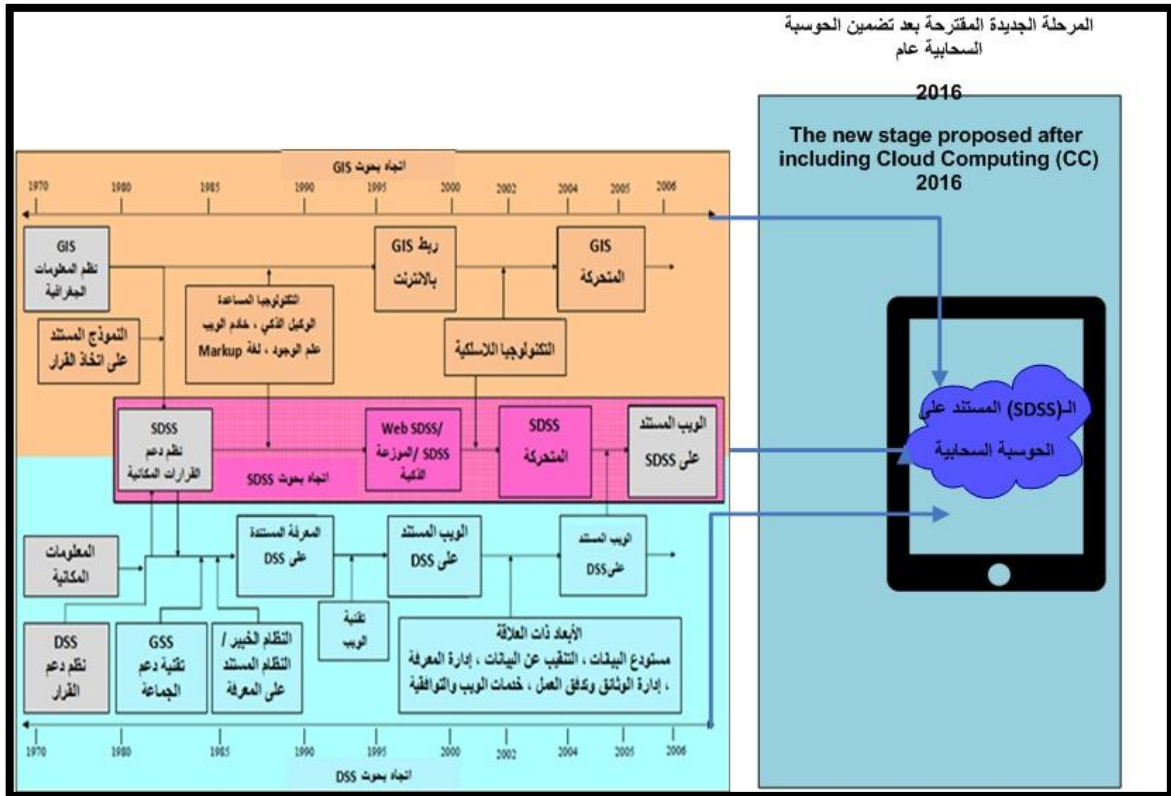 المرحلة الجديدة المقترحة بعد تضمين الحوسبة
السحابية عام
2016
The new stage proposed after
including Cloud Computing (CC)
2016
اتجاه بحوث GIS
1970 1980 1985 1990 1995 2000 2002 2004 2005 2006
GIS
نظم المعلومات
الجغرافية
ربط GIS
بالانترنت
GIS
المتحركة
النموذج المستند
على اتخاذ القرار
التكنولوجيا المساعدة
الوكيل الذكي ، خادم الويب
علم الوجود ، لغة Markup
التكنولوجيا اللاسلكية
SDSS
نظم دعم
القرارات المكانية
اتجاه بحوث SDSS
Web SDSS/
SDSS /الموزعة
الذكية
SDSS
المتحركة
الويب المستند
على SDSS
الـ(SDSS) المستند على
الحوسبة السحابية
المعلومات
المكانية
المعرفة المستندة
على DSS
الويب المستند
على DSS
الويب المستند
على DSS
DSS
نظم دعم
القرار
GSS
تقنية دعم
الجماعة
النظام الخبير /
النظام المستند
على المعرفة
تقنية
الويب
الأبعاد ذات العلاقة
مستودع البيانات ، التنقيب عن البيانات ، إدارة المعرفة
، إدارة الوثائق وتدفق العمل ، خدمات الويب والتوافقية
1970 1980 1985 1990 1995 2000 2002 2004 2005 2006
اتجاه بحوث DSS